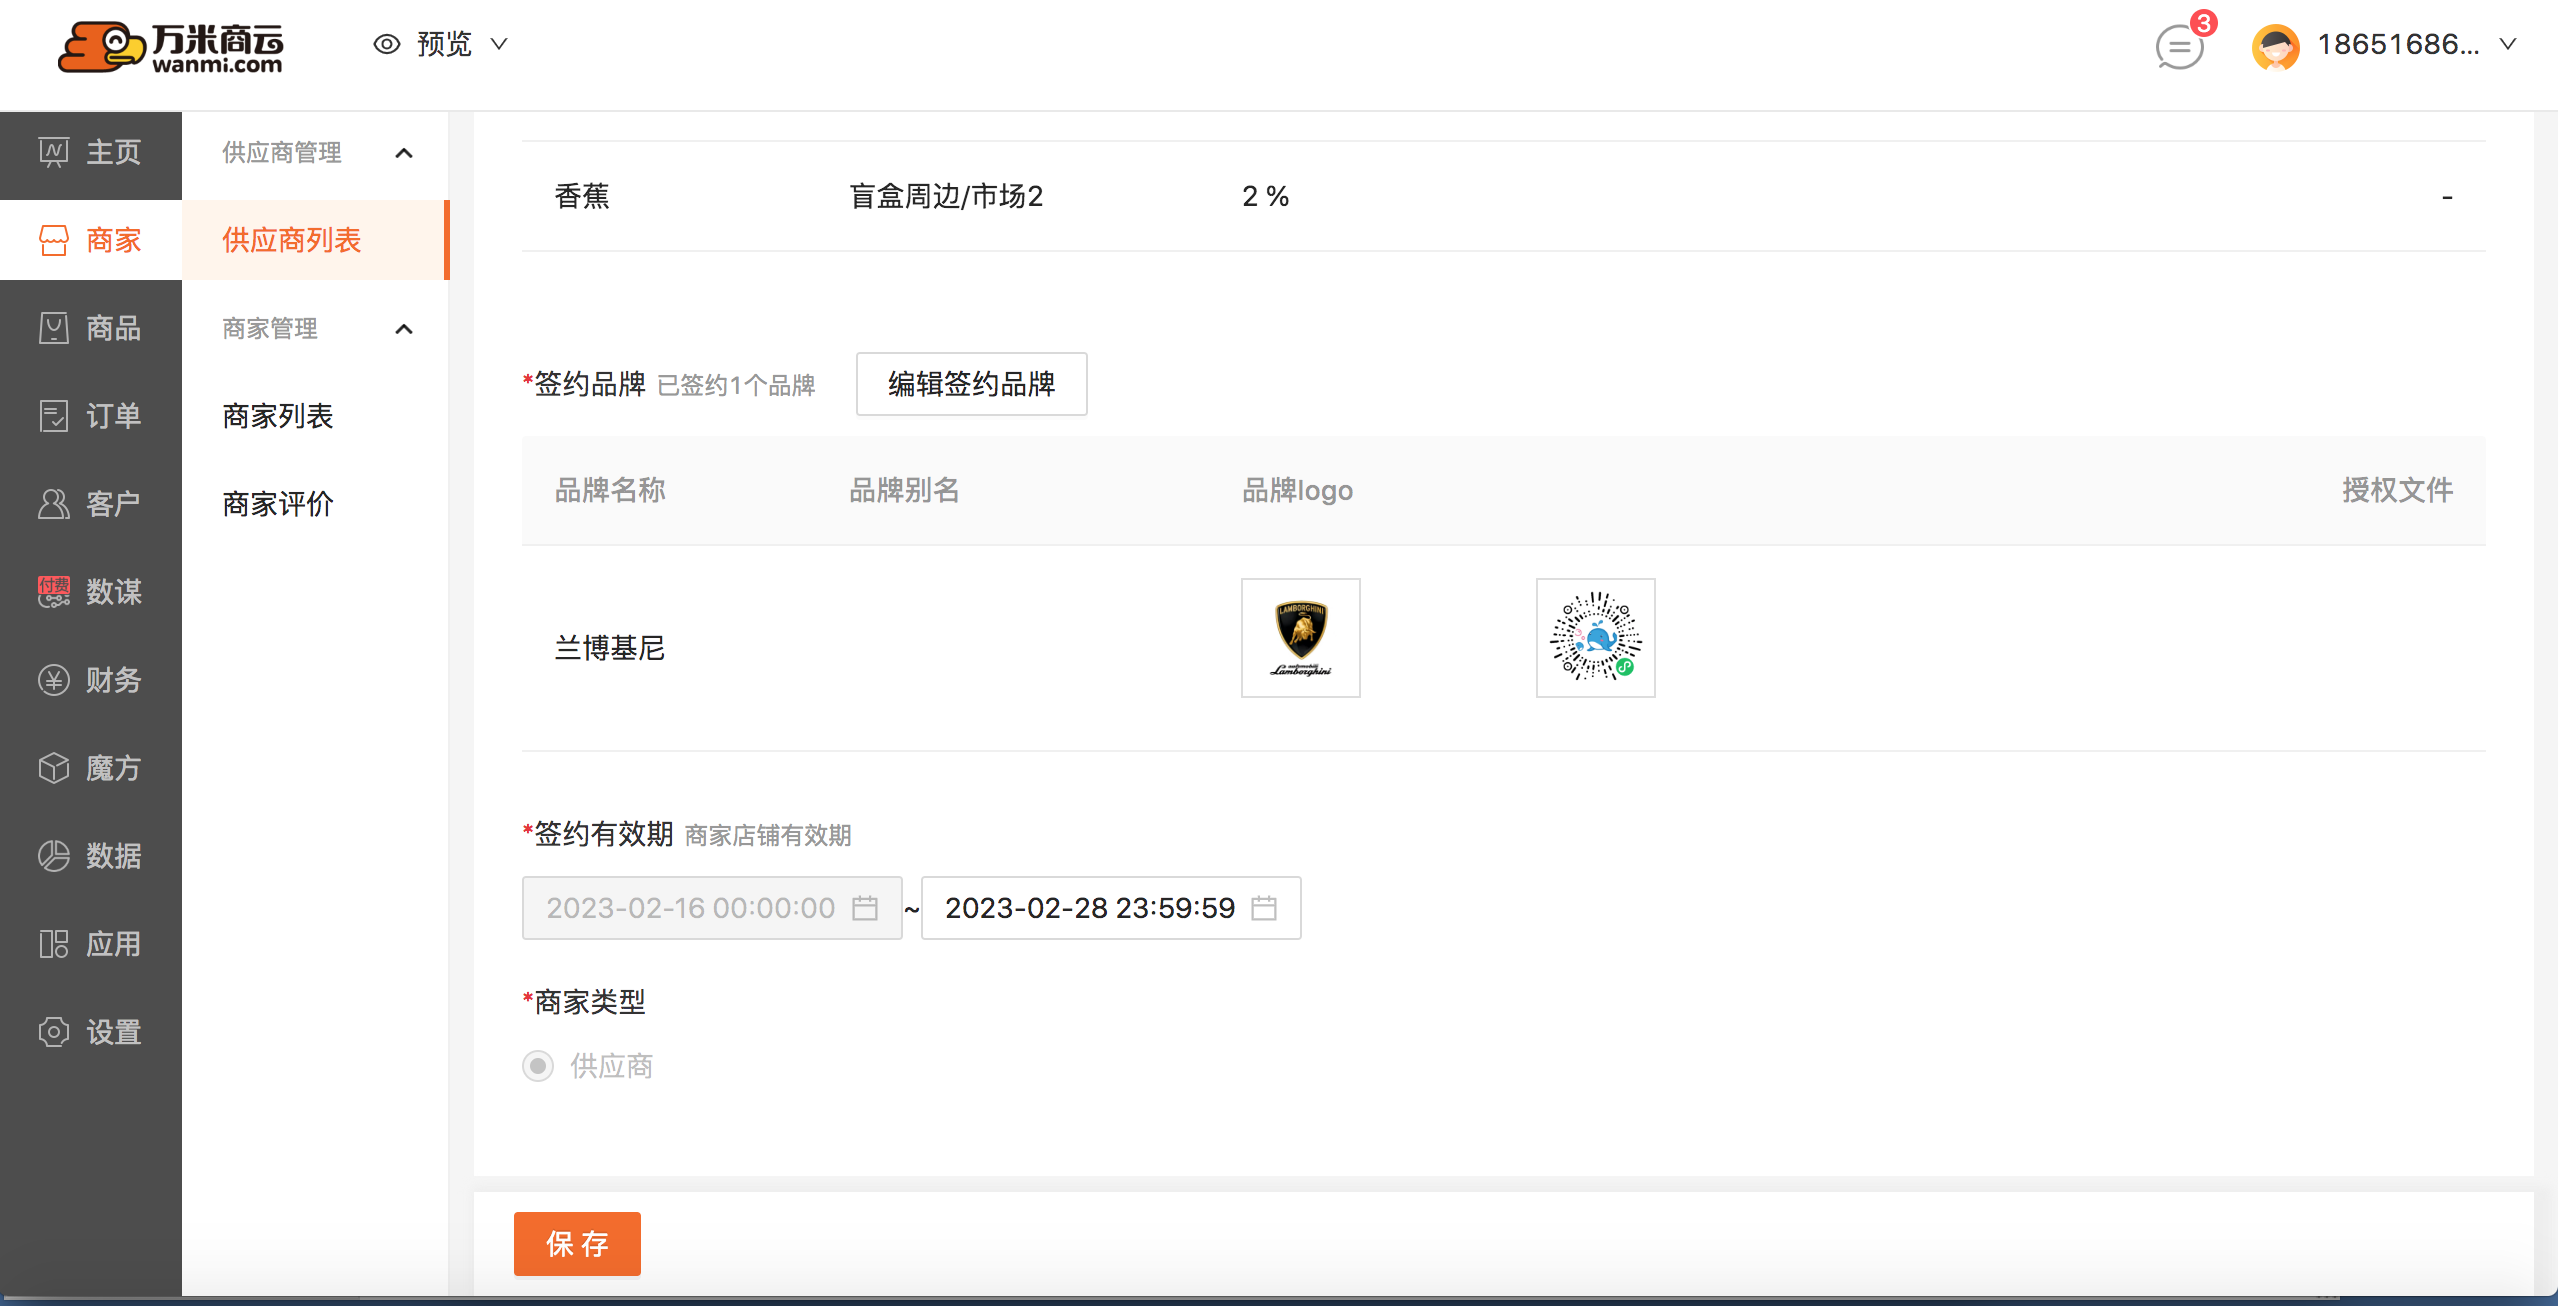 万米商云
wanmi.com
预览
3
18651686...
主页
商家
商品
订单
客户
付费
数谋
财务
魔方
数据
应用
设置
供应商管理
供应商列表
商家管理
商家列表
商家评价
香蕉 盲盒周边/市场2 2 % -
*签约品牌 已签约1个品牌 编辑签约品牌
品牌名称 品牌别名 品牌logo 授权文件
兰博基尼
LAMBORGHINI
automobili
Lamborghini
*签约有效期 商家店铺有效期
2023-02-16 00:00:00 ~ 2023-02-28 23:59:59
*商家类型
供应商
保 存